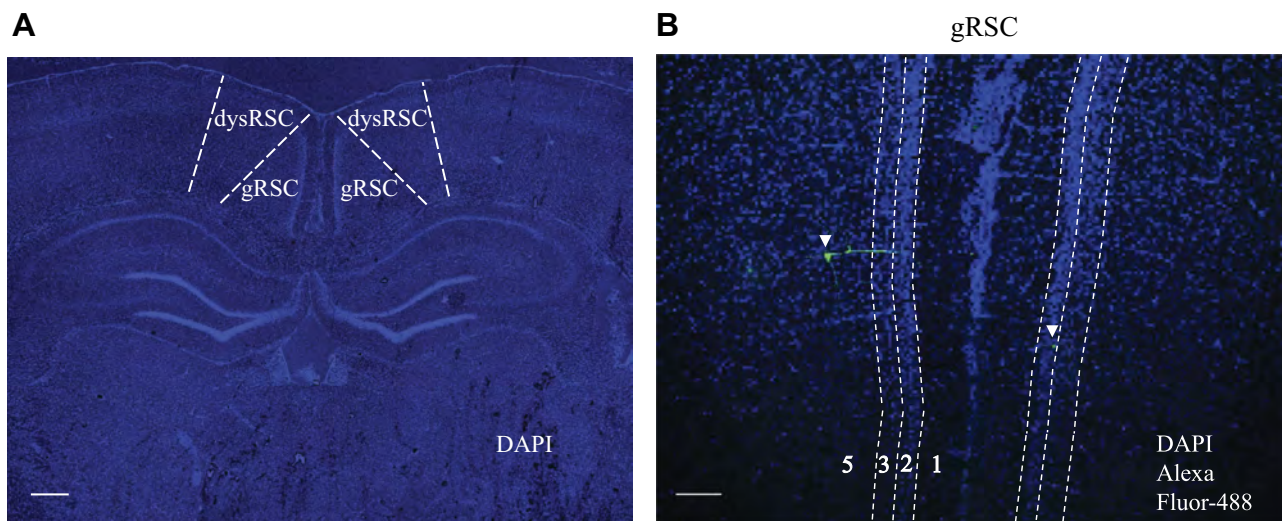 A
dysRSC
dysRSC
gRSC
gRSC
DAPI
B
gRSC
5 3 2 1
DAPI
Alexa
Fluor-488